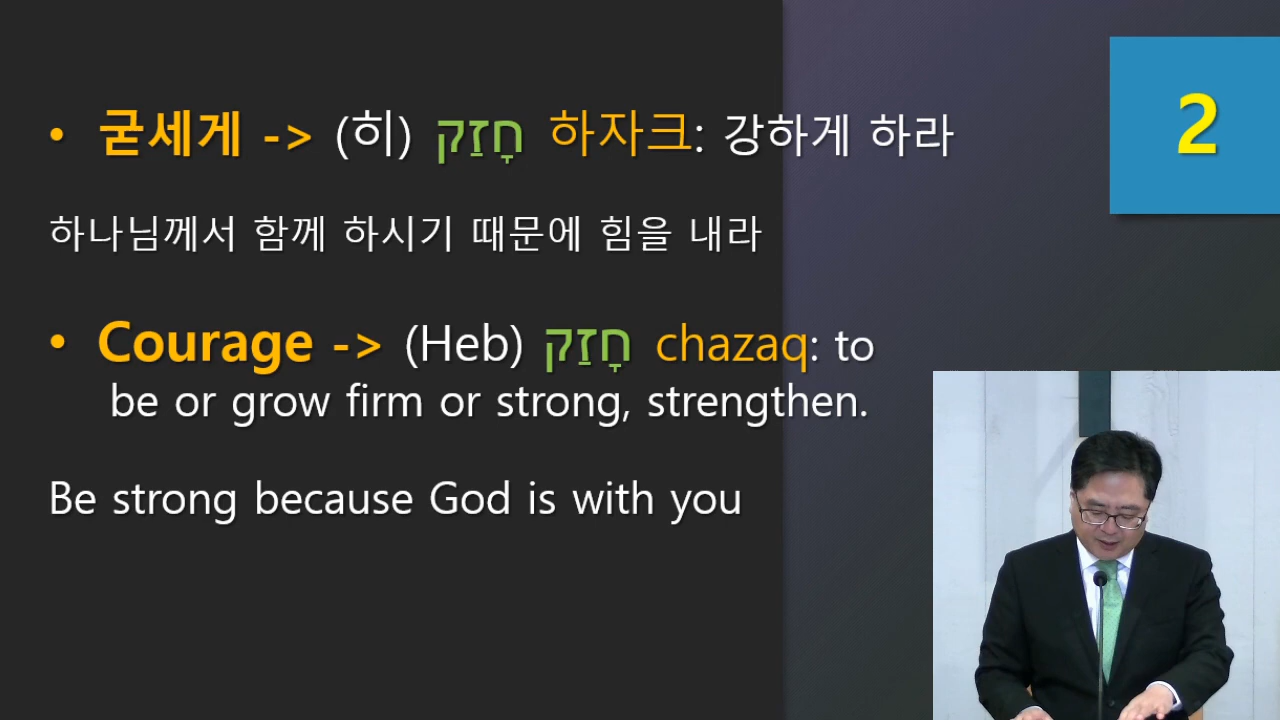 • 굳세게 -> (히) חָזַק 하자크: 강하게 하라
2
하나님께서 함께 하시기 때문에 힘을 내라
• Courage -> (Heb) חָזַק chazaq: to
be or grow firm or strong, strengthen.
Be strong because God is with you